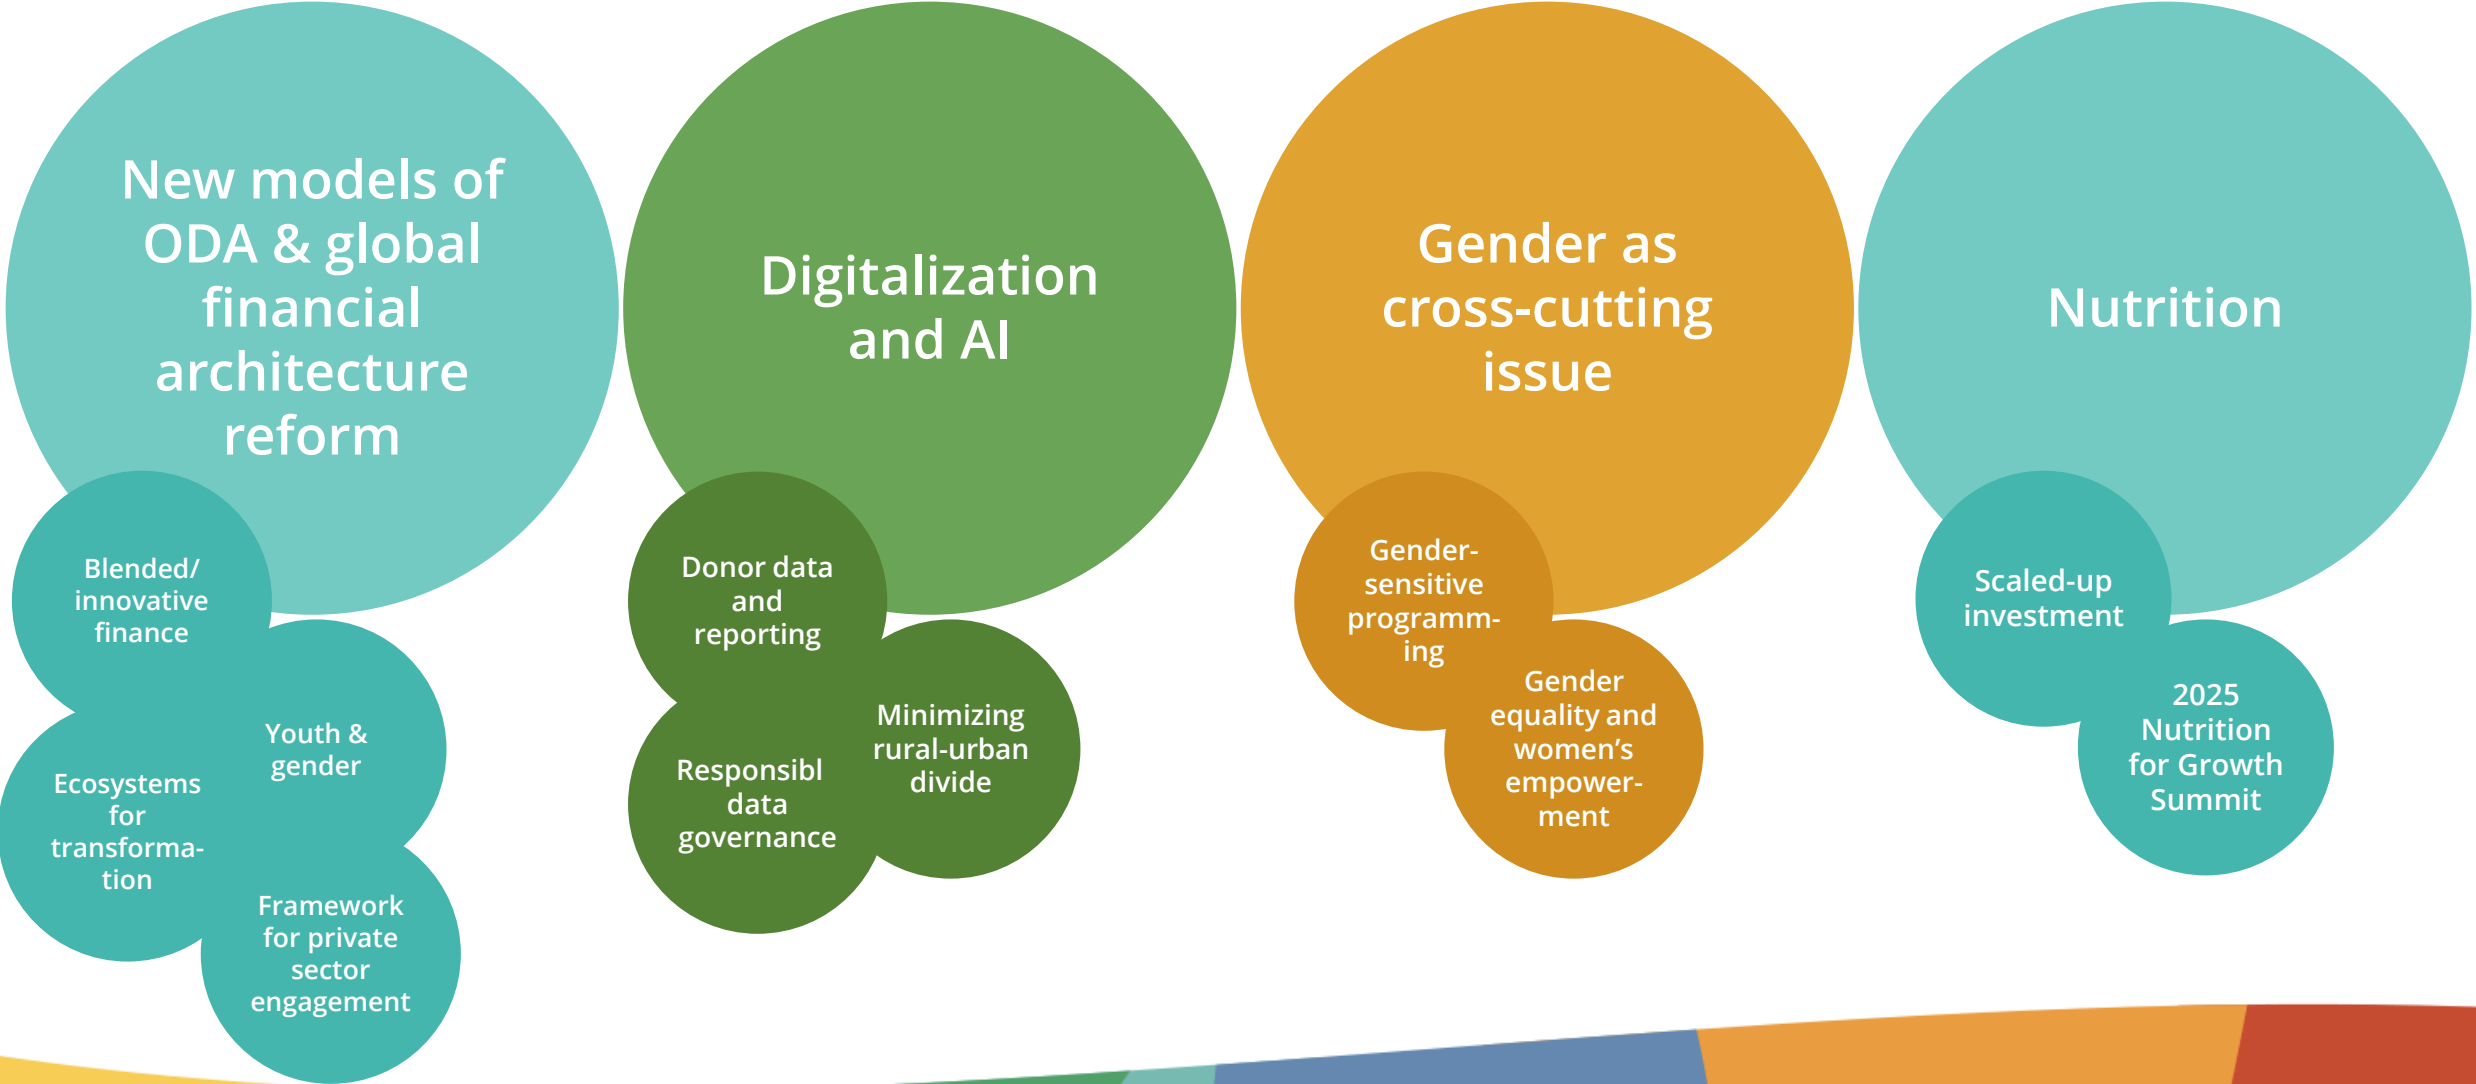 New models of
ODA & global
financial
architecture
reform
Blended/
innovative
finance
Youth &
gender
Ecosystems
for
transforma-
tion
Framework
for private
sector
engagement
Digitalization
and AI
Donor data
and
reporting
Minimizing
rural-urban
divide
Responsibl
data
governance
Gender as
cross-cutting
issue
Gender-
sensitive
programm-
ing
Gender
equality and
women’s
empower-
ment
Nutrition
Scaled-up
investment
2025
Nutrition
for Growth
Summit